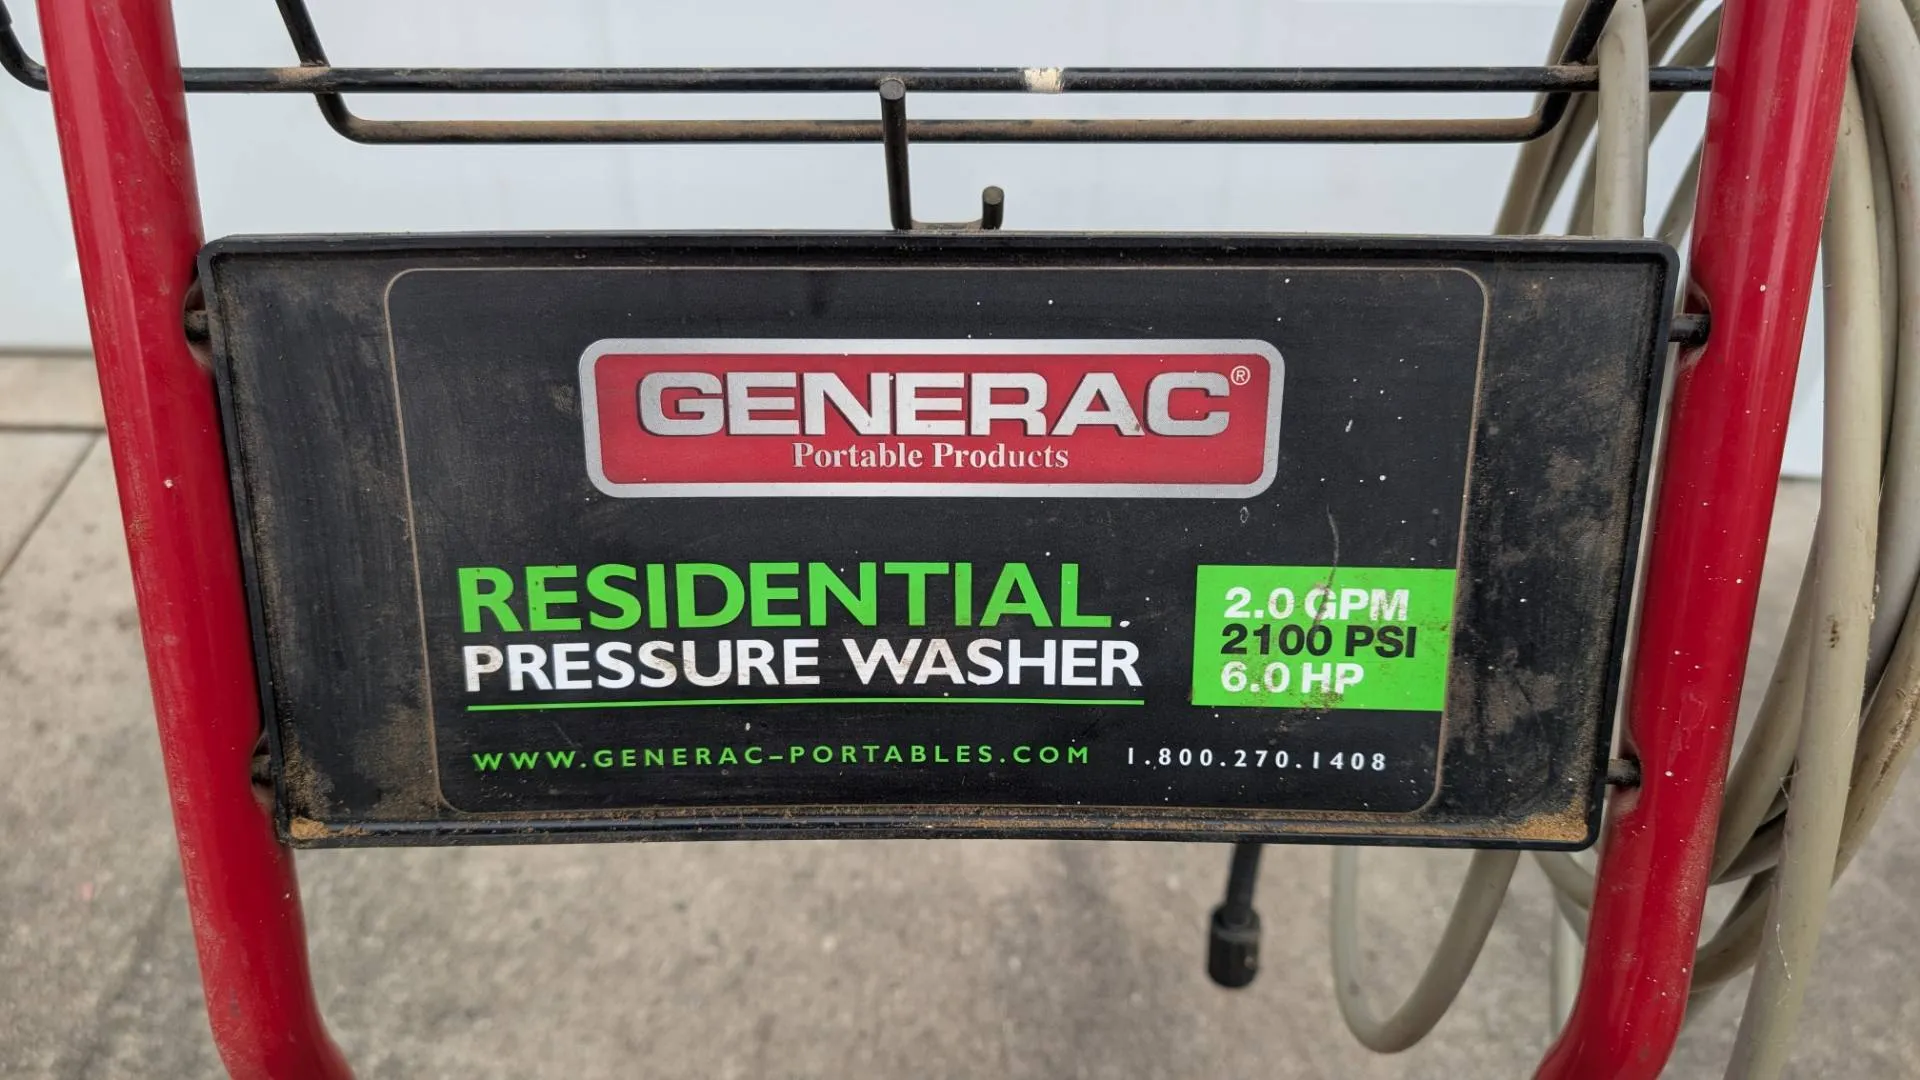 GENERAC®
Portable Products
RESIDENTIAL
PRESSURE WASHER
2.0 GPM
2100 PSI
6.0 HP
WWW.GENERAC-PORTABLES.COM 1.800.270.1408